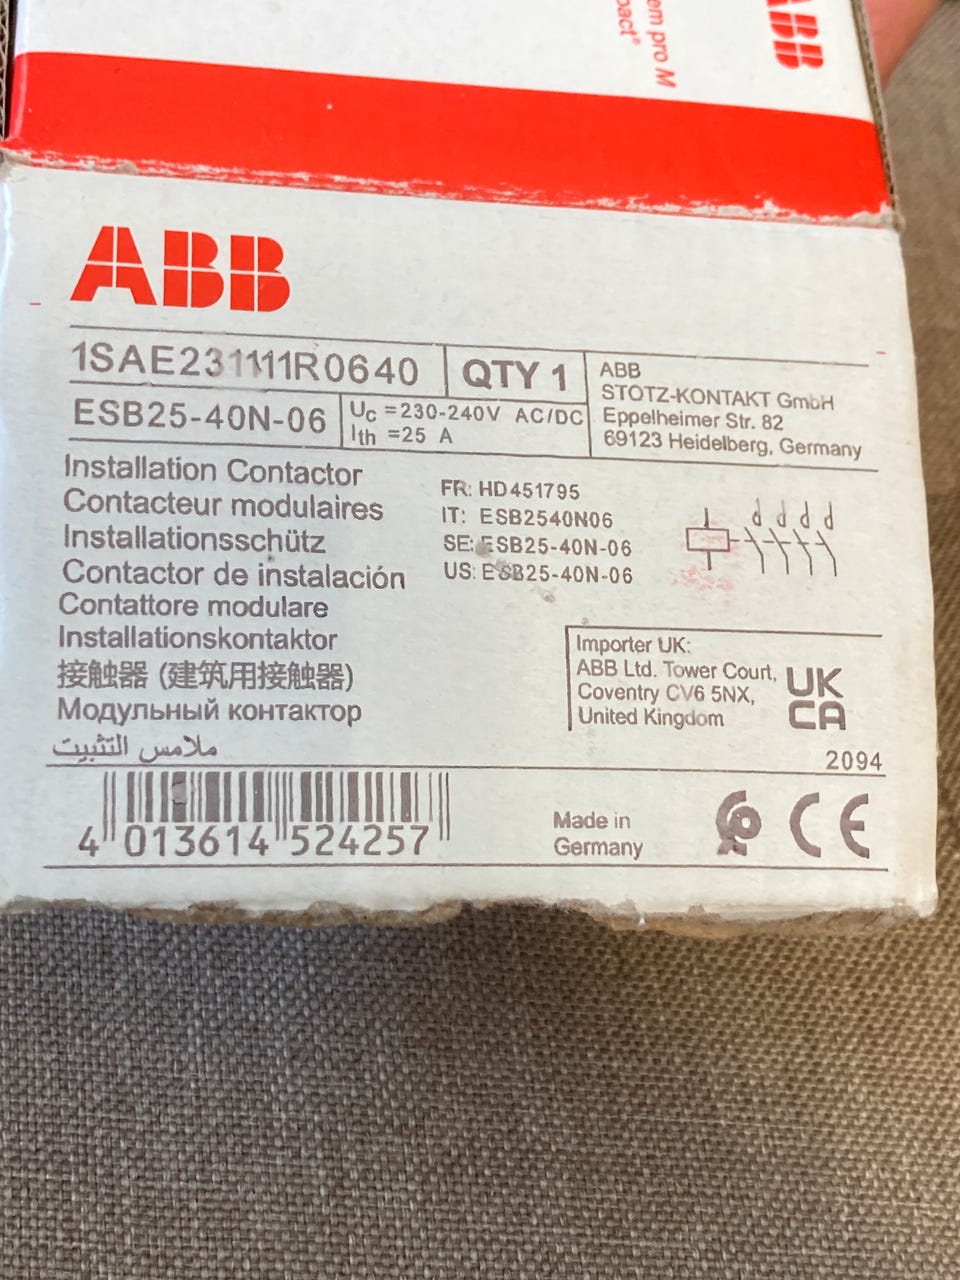 ABB
em pro M
pact®
ABB
1SAE231111R0640
QTY 1
ABB
STOTZ-KONTAKT GmbH
Eppelheimer Str. 82
69123 Heidelberg, Germany
ESB25-40N-06
Uc =230-240V AC/DC
Ith =25 A
Installation Contactor
Contacteur modulaires
Installationsschütz
Contactor de instalación
Contattore modulare
Installationskontaktor
接触器 (建筑用接触器)
Модульный контактор
ملامس التثبيت
FR: HD451795
IT: ESB2540N06
SE: ESB25-40N-06
US: ESB25-40N-06
Importer UK:
ABB Ltd. Tower Court,
Coventry CV6 5NX,
United Kingdom
UK
CA
2094
4 013614 524257
Made in
Germany
CE